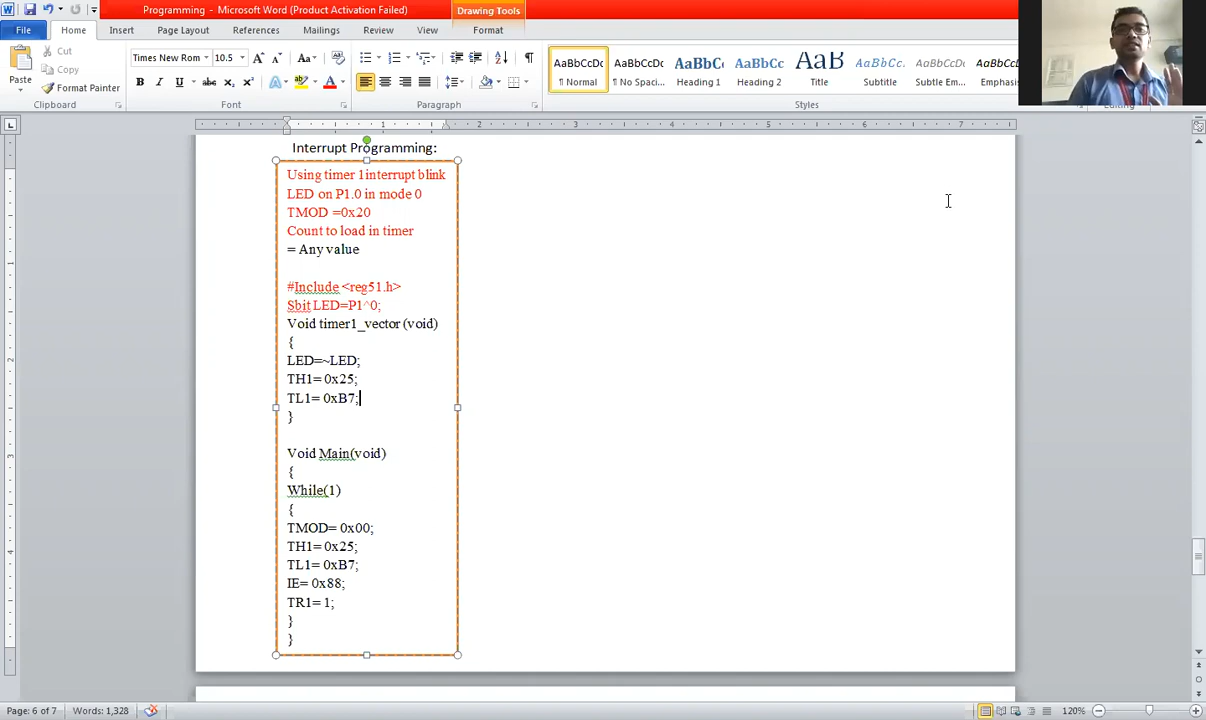 Programming - Microsoft Word (Product Activation Failed)
Drawing Tools
File
Home
Insert
Page Layout
References
Mailings
Review
View
Format
Paste
Cut
Copy
Format Painter
Clipboard
Times New Rom
10.5
Font
Paragraph
AaBbCcDc
¶ Normal
AaBbCcDc
¶ No Spaci...
AaBbCc
Heading 1
AaBbCc
Heading 2
AaB
Title
AaBbCc.
Subtitle
AaBbCcDc
Subtle Em...
AaBbCcDc
Emphasis
Styles
Editing
Interrupt Programming:
Using timer 1interrupt blink
LED on P1.0 in mode 0
TMOD =0x20
Count to load in timer
= Any value
#Include <reg51.h>
Sbit LED=P1^0;
Void timer1_vector (void)
{
LED=~LED;
TH1= 0x25;
TL1= 0xB7;
}
Void Main(void)
{
While(1)
{
TMOD= 0x00;
TH1= 0x25;
TL1= 0xB7;
IE= 0x88;
TR1= 1;
}
}
Page: 6 of 7
Words: 1,328
120%